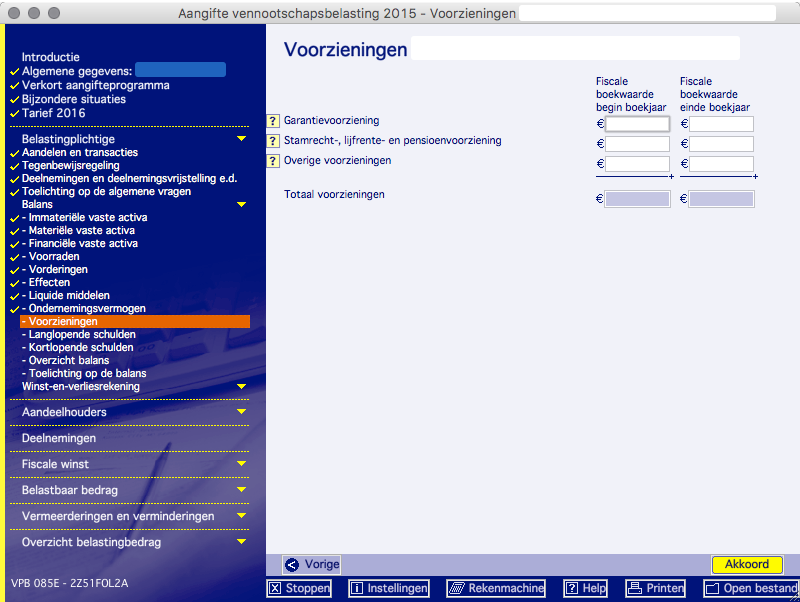 Aangifte vennootschapsbelasting 2015 - Voorzieningen
Introductie
Algemene gegevens:
Verkort aangifteprogramma
Bijzondere situaties
Tarief 2016
Belastingplichtige
Aandelen en transacties
Tegenbewijsregeling
Deelnemingen en deelnemingsvrijstelling e.d.
Toelichting op de algemene vragen
Balans
- Immateriële vaste activa
- Materiële vaste activa
- Financiële vaste activa
- Voorraden
- Vorderingen
- Effecten
- Liquide middelen
- Ondernemingsvermogen
- Voorzieningen
- Langlopende schulden
- Kortlopende schulden
- Overzicht balans
- Toelichting op de balans
Winst-en-verliesrekening
Aandeelhouders
Deelnemingen
Fiscale winst
Belastbaar bedrag
Vermeerderingen en verminderingen
Overzicht belastingbedrag
VPB 085E - 2Z51FOL2A
Voorzieningen
Fiscale
boekwaarde
begin boekjaar
Fiscale
boekwaarde
einde boekjaar
? Garantievoorziening € €
? Stamrecht-, lijfrente- en pensioenvoorziening € €
? Overige voorzieningen € €
+ +
Totaal voorzieningen € €
Vorige
Akkoord
X Stoppen
i Instellingen
Rekenmachine
? Help
Printen
Open bestand